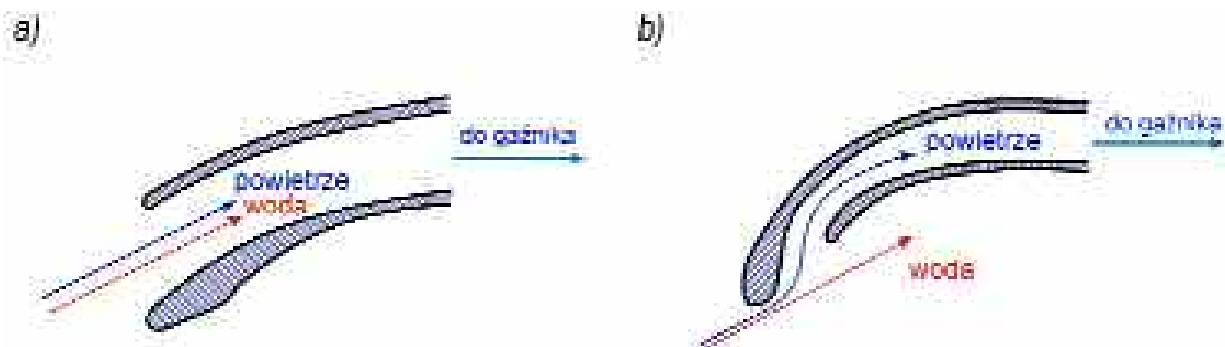 a)
do gaźnika
powietrze
woda
b)
do gaźnika
powietrze
woda